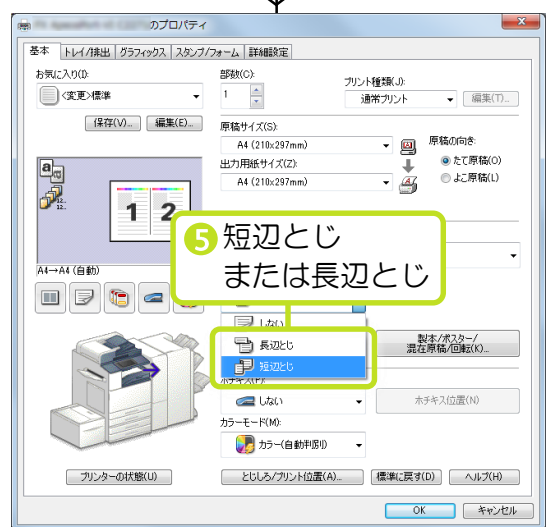 のプロパティ
基本 トレイ/排出 グラフィックス スタンプ/フォーム 詳細設定
お気に入り(I):
<変更>標準
保存(V)... 編集(E)...
部数(C):
1
プリント種類(J):
通常プリント 編集(T)...
原稿サイズ(S):
A4 (210x297mm)
出力用紙サイズ(Z):
A4 (210x297mm)
原稿の向き:
たて原稿(O)
よこ原稿(L)
a
12..
12..
1 2
A4→A4 (自動)
5 短辺とじ
または長辺とじ
しない
長辺とじ
短辺とじ
製本/ポスター/
混在原稿/回転(K)...
ホチキス(F):
しない ホチキス位置(N)
カラーモード(M):
カラー(自動判別)
プリンターの状態(U) とじしろ/プリント位置(A)... 標準に戻す(D) ヘルプ(H)
OK キャンセル